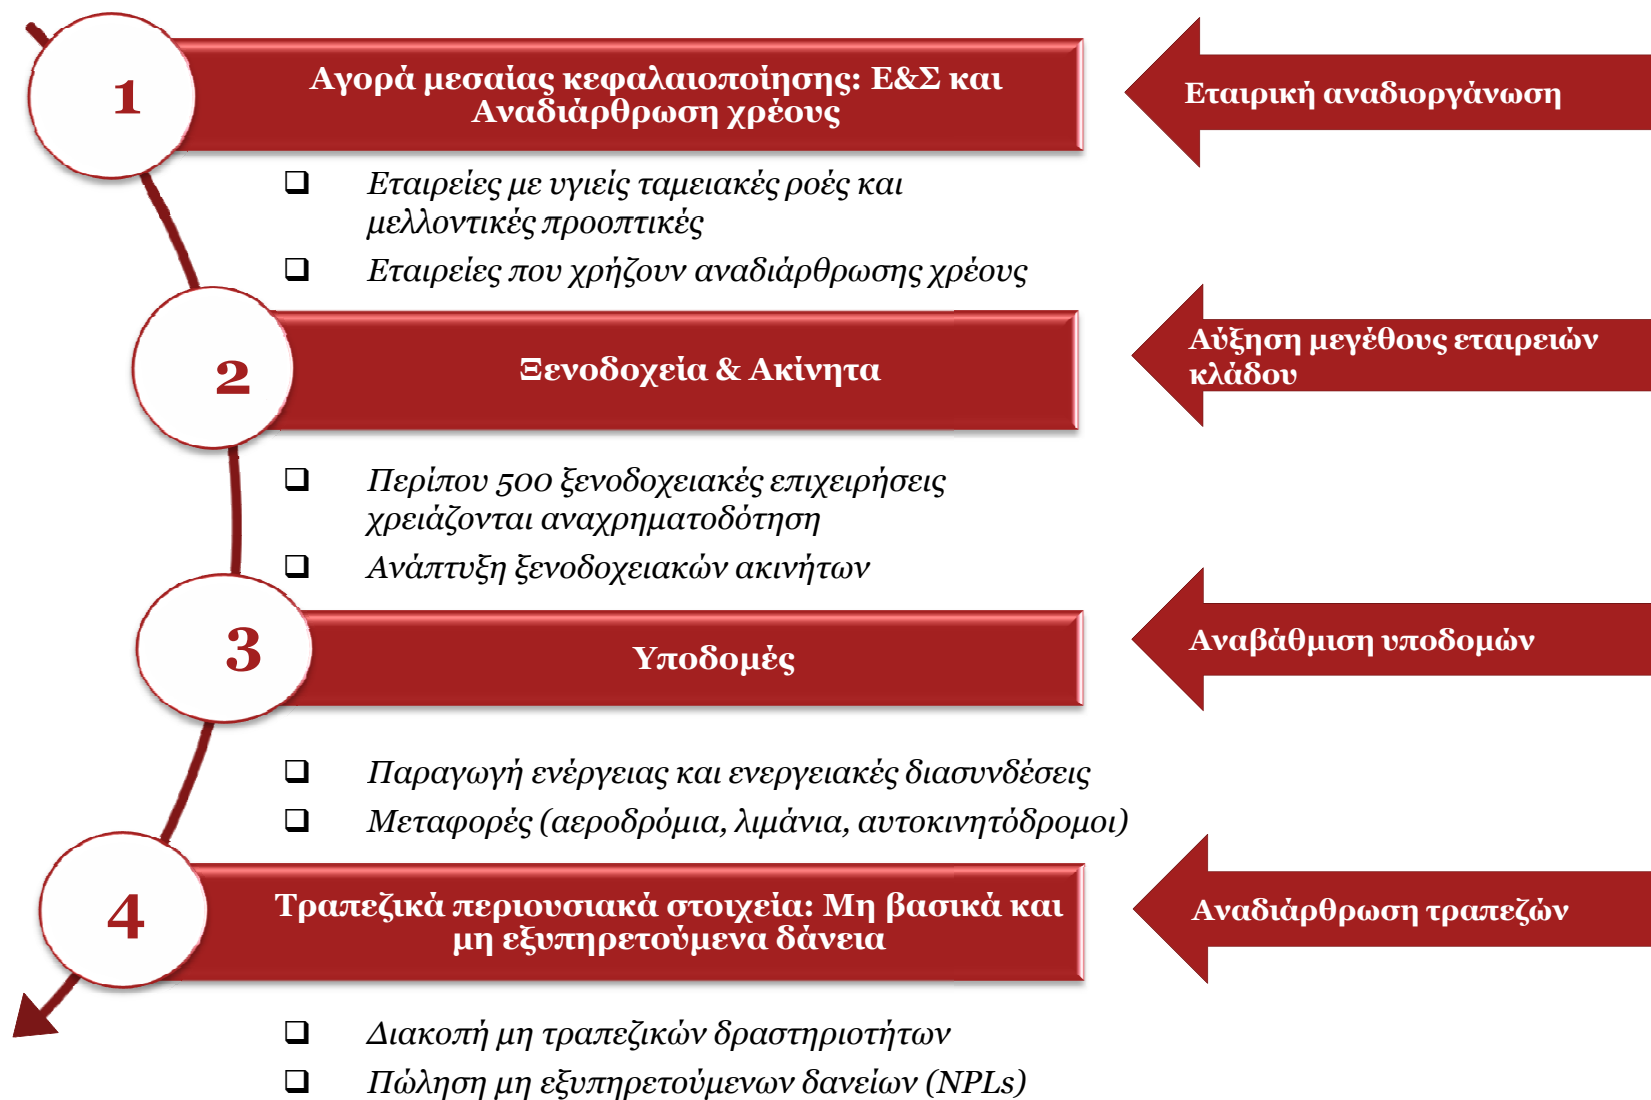 1
Αγορά μεσαίας κεφαλαιοποίησης: Ε&Σ και
Αναδιάρθρωση χρέους
Εταιρική αναδιοργάνωση
Εταιρείες με υγιείς ταμειακές ροές και
μελλοντικές προοπτικές
Εταιρείες που χρήζουν αναδιάρθρωσης χρέους
2
Ξενοδοχεία & Ακίνητα
Αύξηση μεγέθους εταιρειών
κλάδου
Περίπου 500 ξενοδοχειακές επιχειρήσεις
χρειάζονται αναχρηματοδότηση
Ανάπτυξη ξενοδοχειακών ακινήτων
3
Υποδομές
Αναβάθμιση υποδομών
Παραγωγή ενέργειας και ενεργειακές διασυνδέσεις
Μεταφορές (αεροδρόμια, λιμάνια, αυτοκινητόδρομοι)
4
Τραπεζικά περιουσιακά στοιχεία: Μη βασικά και
μη εξυπηρετούμενα δάνεια
Αναδιάρθρωση τραπεζών
Διακοπή μη τραπεζικών δραστηριοτήτων
Πώληση μη εξυπηρετούμενων δανείων (NPLs)